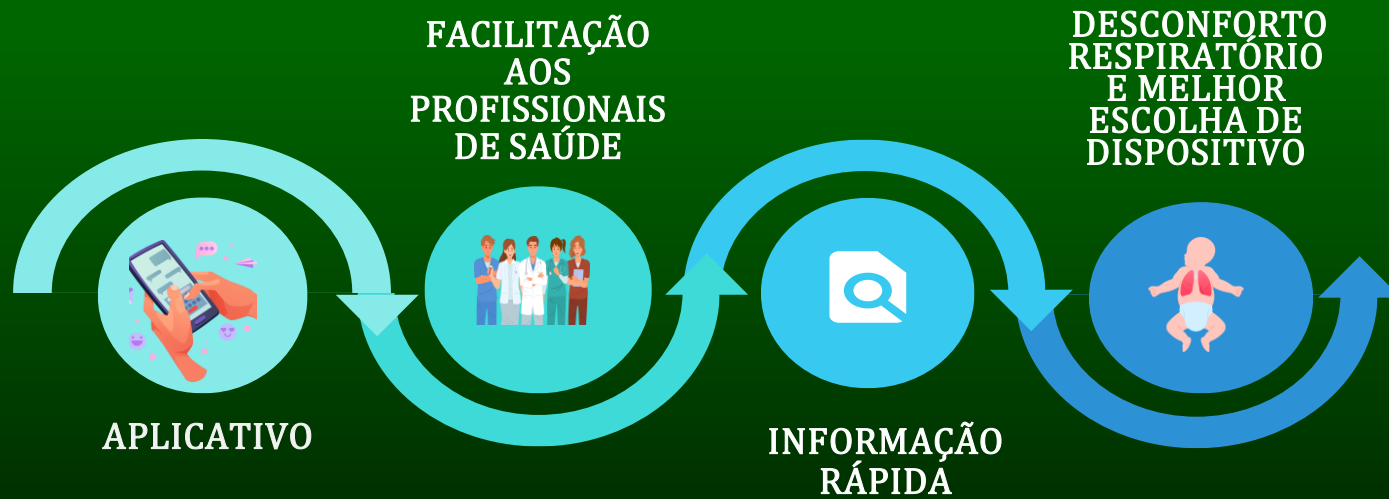 APLICATIVO
FACILITAÇÃO
AOS
PROFISSIONAIS
DE SAÚDE
INFORMAÇÃO
RÁPIDA
DESCONFORTO
RESPIRATÓRIO
E MELHOR
ESCOLHA DE
DISPOSITIVO